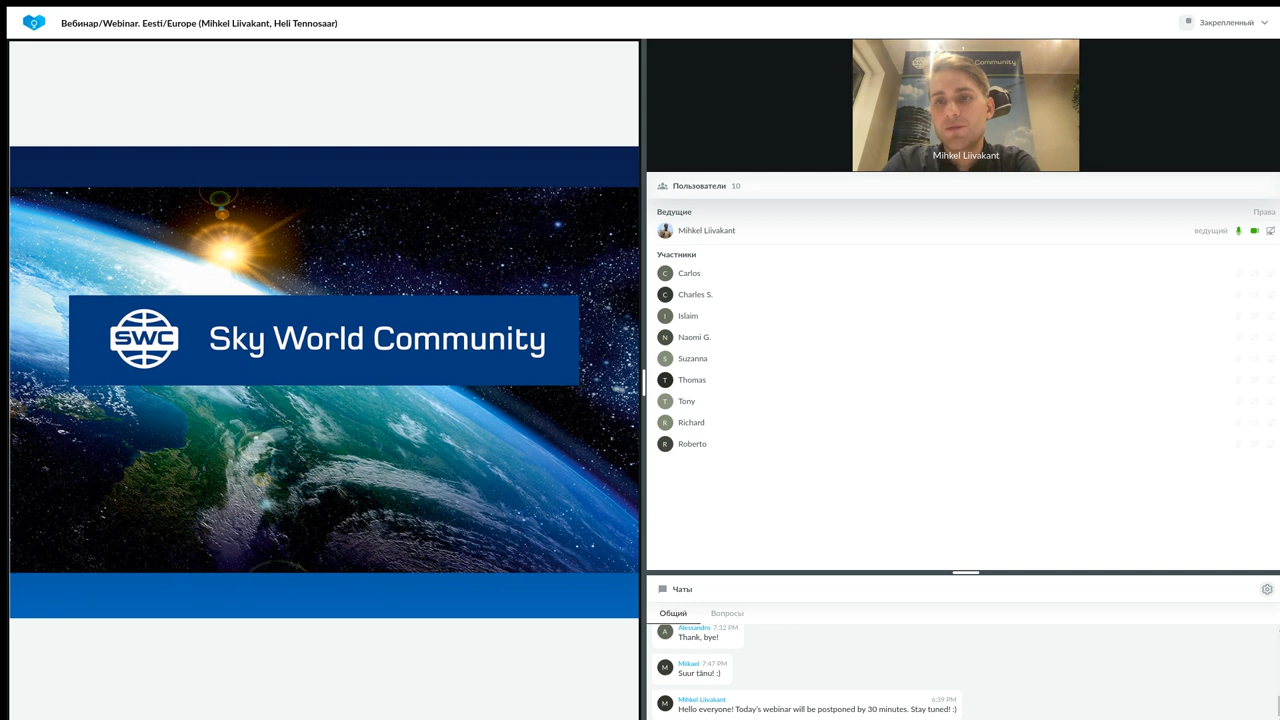 Вебинар/Webinar. Eesti/Europe (Mihkel Liivakant, Heli Tennosaar)
Закрепленный
SWC Sky World Community
Community
Mihkel Liivakant
Пользователи 10
Ведущие Права
Mihkel Liivakant ведущий
Участники
C Carlos
C Charles S.
I Islaim
N Naomi G.
S Suzanna
T Thomas
T Tony
R Richard
R Roberto
Чаты
Общий Вопросы
A Alessandro 7:32 PM
Thank, bye!
M Miikael 7:47 PM
Suur tänu! :)
M Mihkel Liivakant 6:39 PM
Hello everyone! Today's webinar will be postponed by 30 minutes. Stay tuned! :)